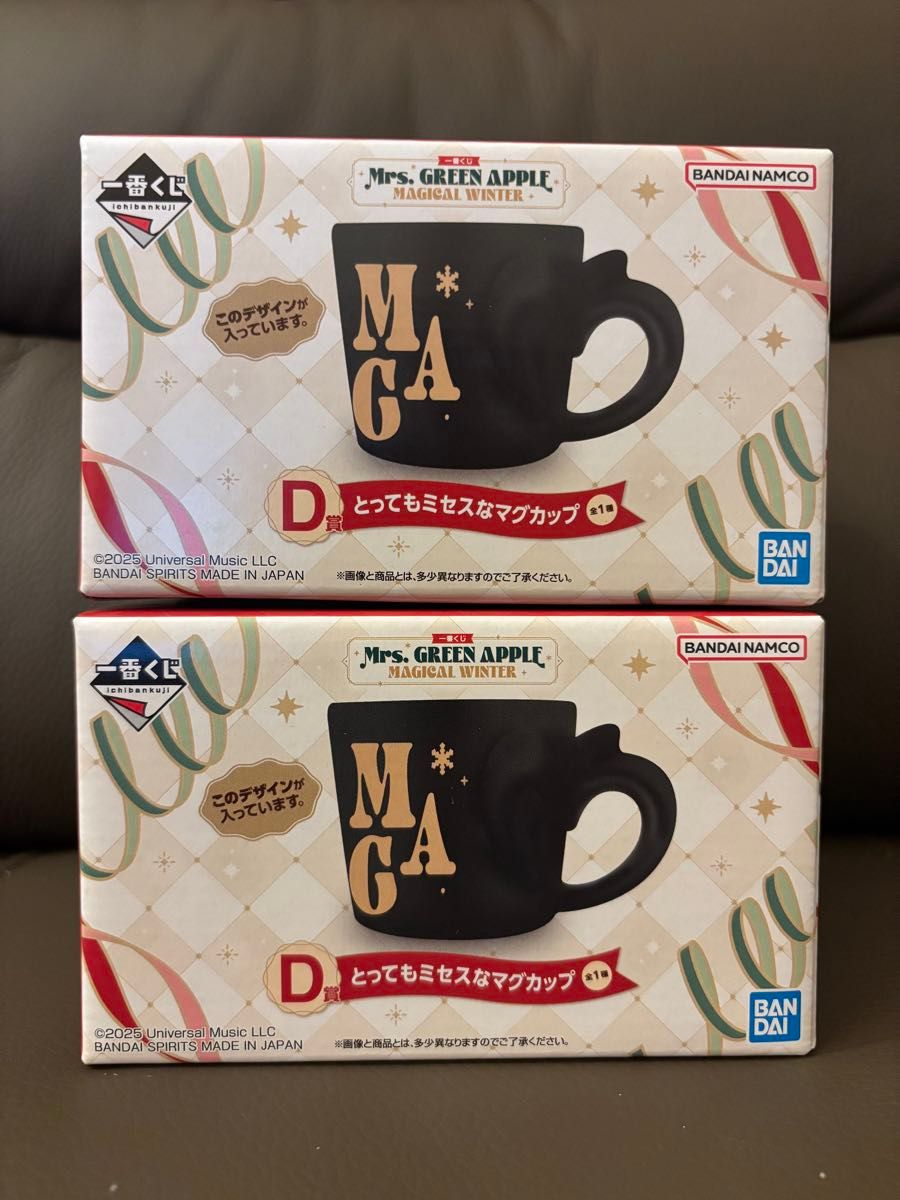 一番くじ
ichibankuji
一番くじ
Mrs. GREEN APPLE
MAGICAL WINTER
BANDAI NAMCO
このデザインが
入っています。
M
A
G
D賞
とってもミセスなマグカップ
全1種
©2025 Universal Music LLC
BANDAI SPIRITS MADE IN JAPAN
※画像と商品とは、多少異なりますのでご了承ください。
BAN
DAI
一番くじ
ichibankuji
一番くじ
Mrs. GREEN APPLE
MAGICAL WINTER
BANDAI NAMCO
このデザインが
入っています。
M
A
G
D賞
とってもミセスなマグカップ
全1種
©2025 Universal Music LLC
BANDAI SPIRITS MADE IN JAPAN
※画像と商品とは、多少異なりますのでご了承ください。
BAN
DAI